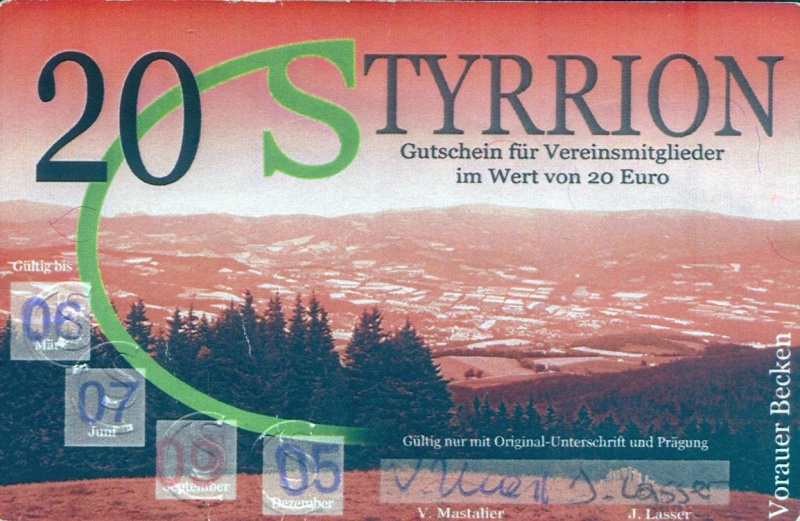 20 STYRRION
Gutschein für Vereinsmitglieder
im Wert von 20 Euro
Gültig bis
06
März
07
Juni
September
05
Dezember
Gültig nur mit Original-Unterschrift und Prägung
J. Lasser
V. Mastalier J. Lasser
Vorauer Becken